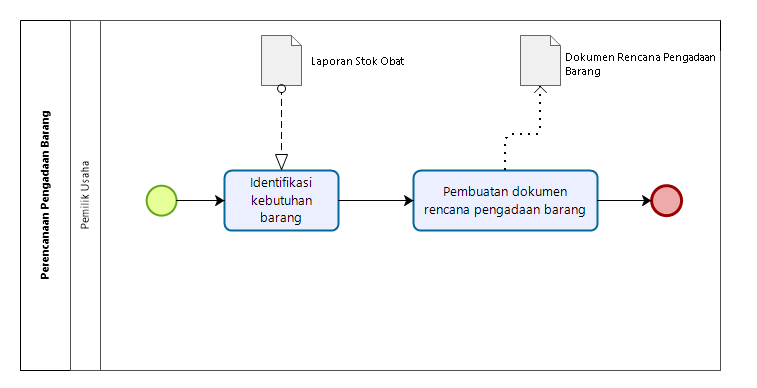 Perencanaan Pengadaan Barang
Pemilik Usaha
Laporan Stok Obat
Dokumen Rencana Pengadaan
Barang
Identifikasi
kebutuhan
barang
Pembuatan dokumen
rencana pengadaan barang